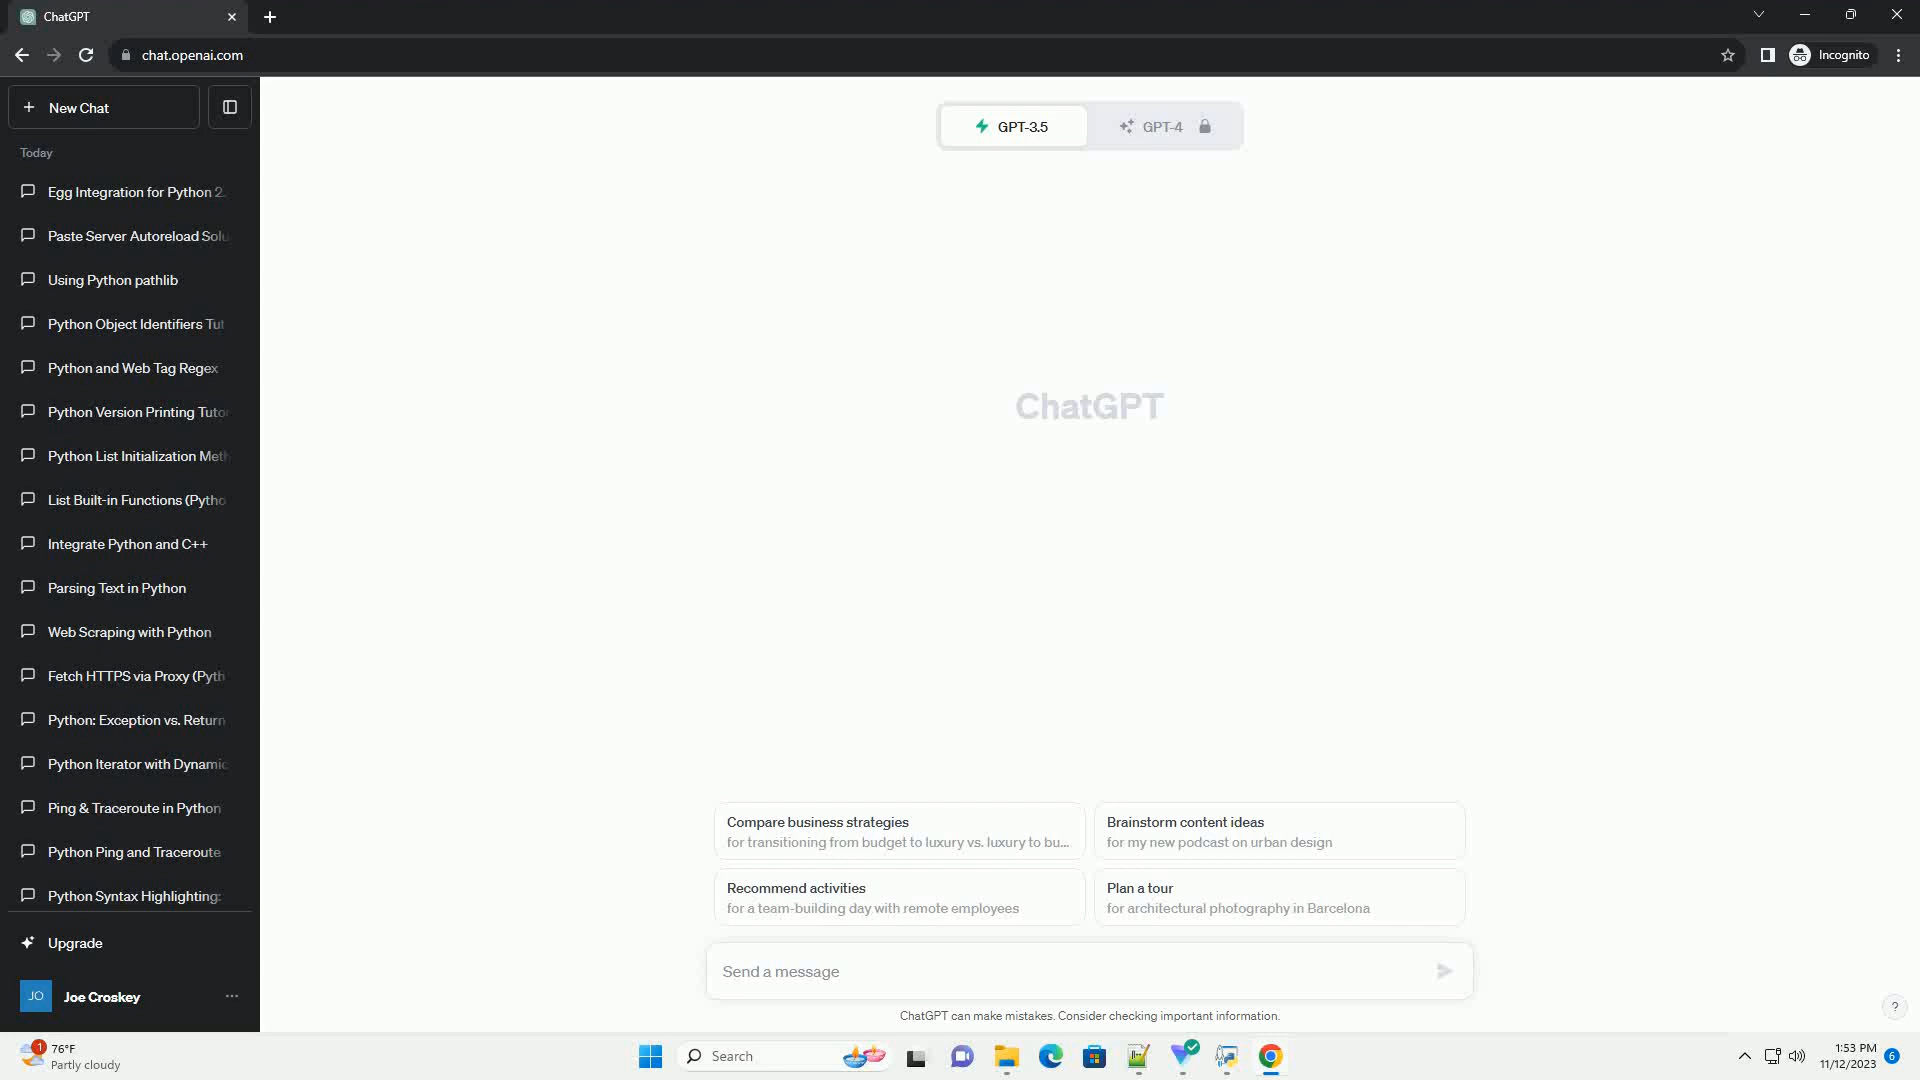 ChatGPT
chat.openai.com
Incognito
New Chat
Today
Egg Integration for Python 2.
Paste Server Autoreload Solu
Using Python pathlib
Python Object Identifiers Tut
Python and Web Tag Regex
Python Version Printing Tutor
Python List Initialization Meth
List Built-in Functions (Pytho
Integrate Python and C++
Parsing Text in Python
Web Scraping with Python
Fetch HTTPS via Proxy (Pyth
Python: Exception vs. Return
Python Iterator with Dynamic
Ping & Traceroute in Python
Python Ping and Traceroute
Python Syntax Highlighting:
Upgrade
JO
Joe Croskey
GPT-3.5
GPT-4
ChatGPT
Compare business strategies
for transitioning from budget to luxury vs. luxury to bu...
Brainstorm content ideas
for my new podcast on urban design
Recommend activities
for a team-building day with remote employees
Plan a tour
for architectural photography in Barcelona
Send a message
ChatGPT can make mistakes. Consider checking important information.
?
1
76°F
Partly cloudy
Search
1:53 PM
11/12/2023
6